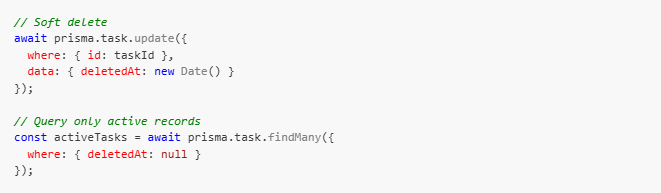 // Soft delete
await prisma.task.update({
  where: { id: taskId },
  data: { deletedAt: new Date() }
});

// Query only active records
const activeTasks = await prisma.task.findMany({
  where: { deletedAt: null }
});